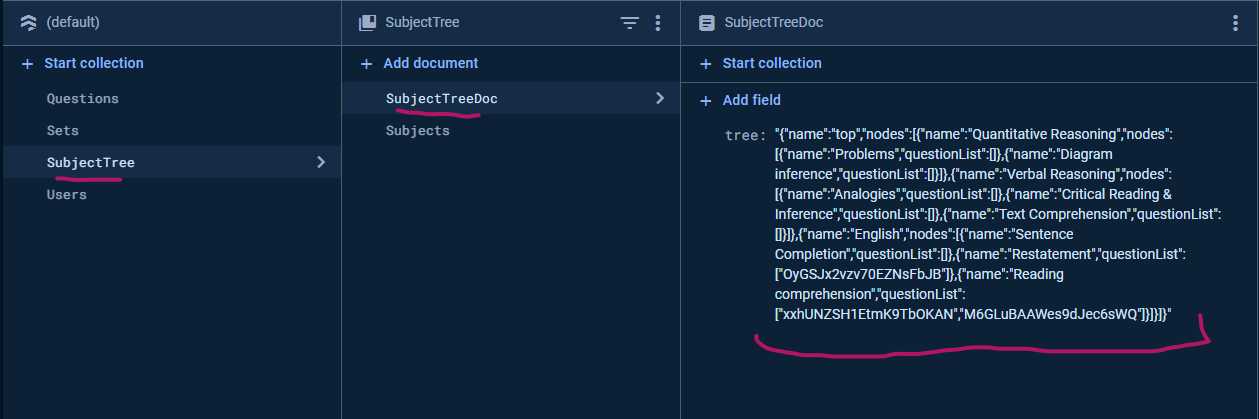 (default)
SubjectTree
SubjectTreeDoc
+ Start collection
+ Add document
+ Start collection
Questions
Sets
SubjectTree
Users
SubjectTreeDoc
Subjects
+ Add field
tree: "{"name":"top","nodes":[{"name":"Quantitative Reasoning","nodes":
[{"name":"Problems","questionList":[]},{"name":"Diagram
inference","questionList":[]}]},{"name":"Verbal Reasoning","nodes":
[{"name":"Analogies","questionList":[]},{"name":"Critical Reading &
Inference","questionList":[]},{"name":"Text Comprehension","questionList":
[]}]},{"name":"English","nodes":[{"name":"Sentence
Completion","questionList":[]},{"name":"Restatement","questionList":
["OyGSJx2vzv70EZNsFbJB"]},{"name":"Reading
comprehension","questionList":
["xxhUNZSH1EtmK9TbOKAN","M6GLuBAAWes9dJec6sWQ"]}]}]}"